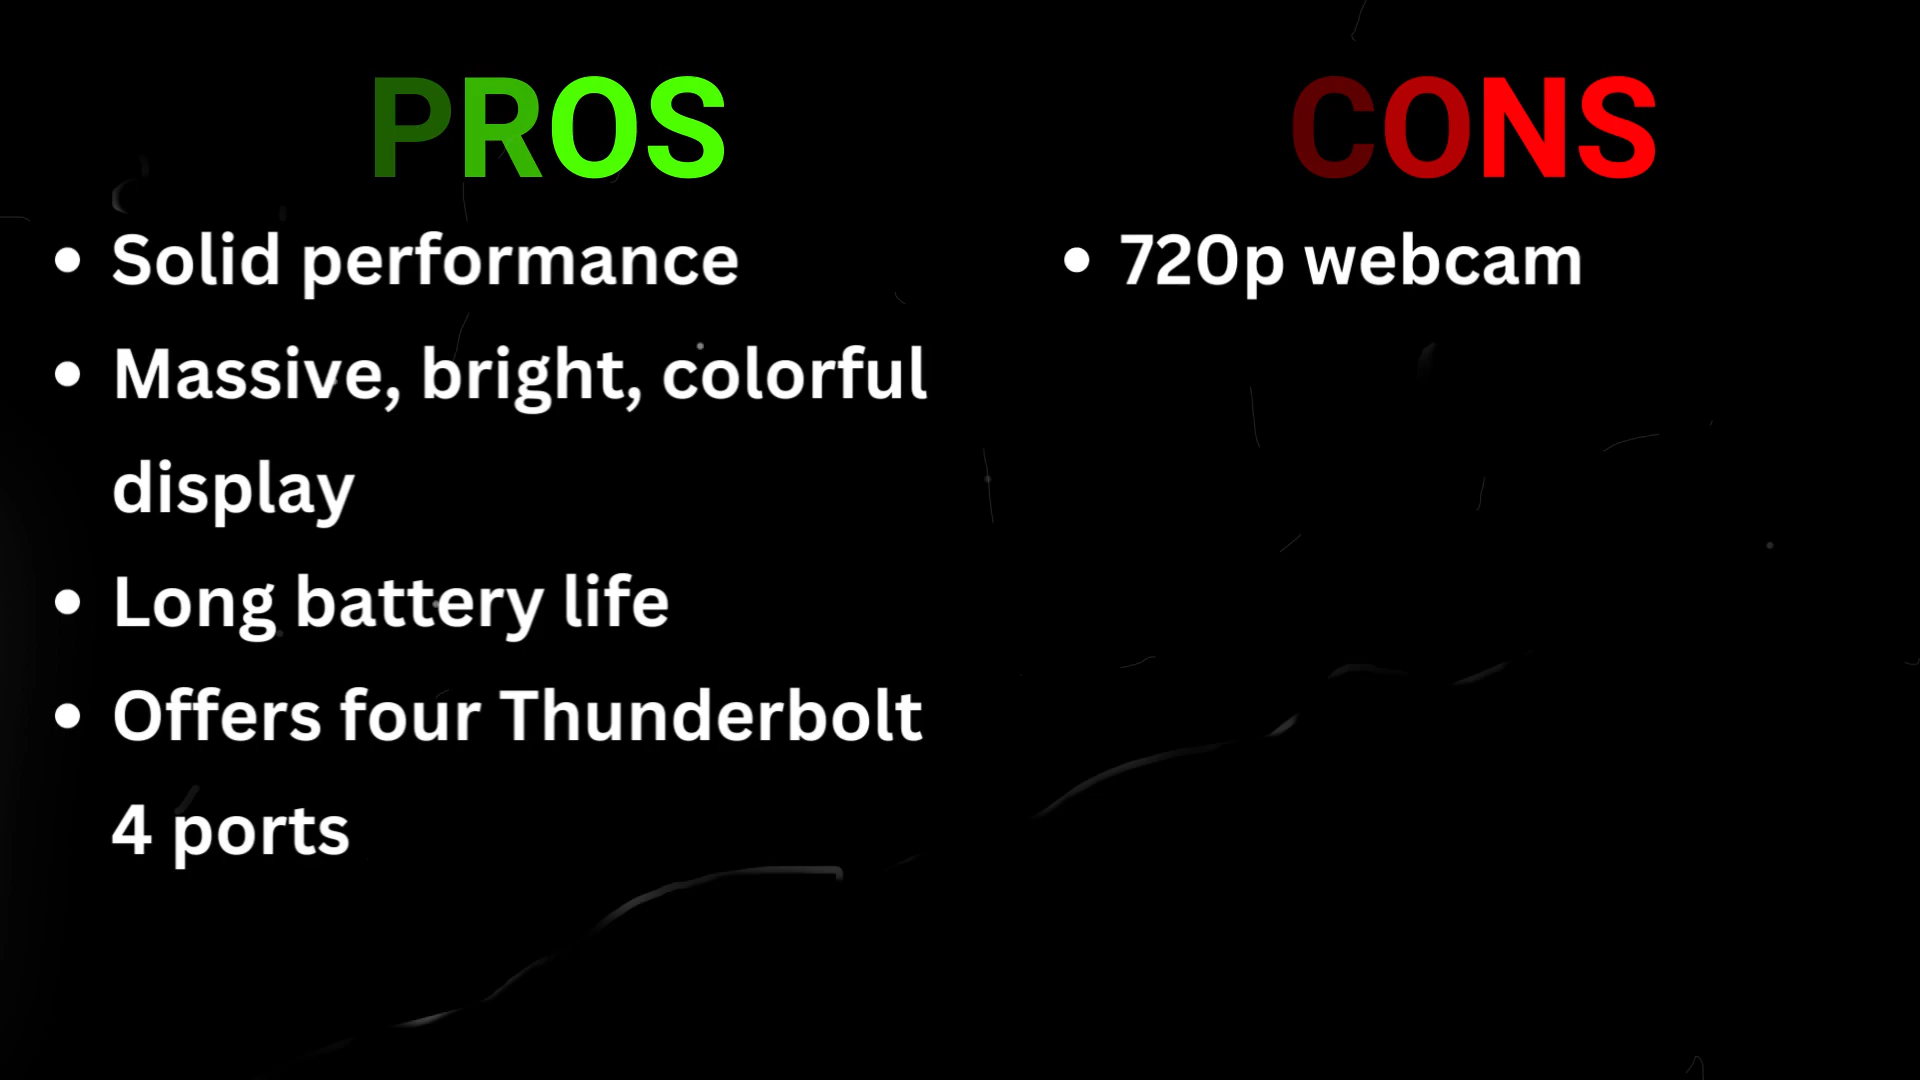 PROS
• Solid performance
• Massive, bright, colorful
display
• Long battery life
• Offers four Thunderbolt
4 ports
CONS
• 720p webcam